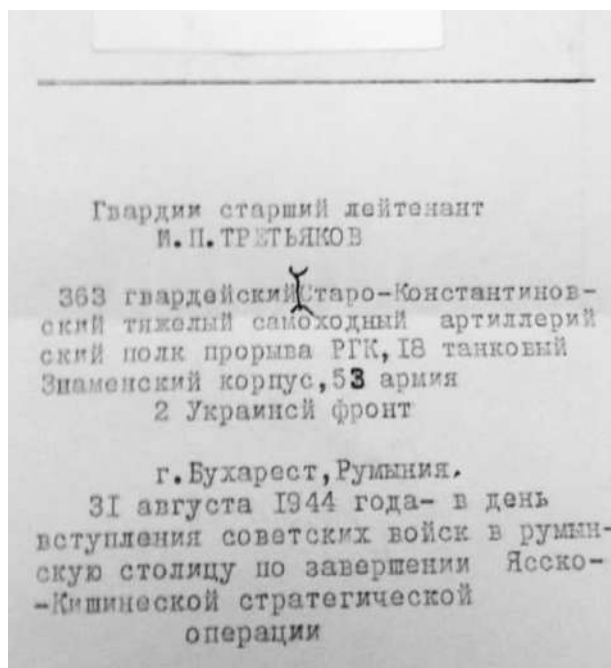 Гвардии старший лейтенант
И.П.ТРЕТЬЯКОВ
363 гвардейский Старо-Константинов-
ский тяжелый самоходный артиллерий
ский полк прорыва РГК, I8 танковый
Знаменский корпус,53 армия
2 Украинсй фронт
г.Бухарест,Румыния.
3I августа I944 года- в день
вступления советских войск в румын-
скую столицу по завершении Ясско-
-Кишинеской стратегической
операции